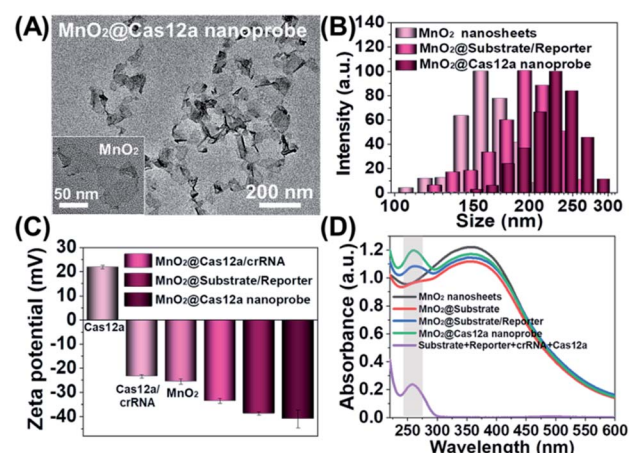 (A)
MnO2@Cas12a nanoprobe
MnO2
50 nm
200 nm
(B)
Intensity (a.u.)
140
120
100
80
60
40
20
0
MnO2 nanosheets
MnO2@Substrate/Reporter
MnO2@Cas12a nanoprobe
100
150
200
250
300
Size (nm)
(C)
Zeta potential (mV)
30
20
10
0
-10
-20
-30
-40
MnO2@Cas12a/crRNA
MnO2@Substrate/Reporter
MnO2@Cas12a nanoprobe
Cas12a
Cas12a/
crRNA
MnO2
(D)
Absorbance (a.u.)
1.2
1.0
0.8
0.6
0.4
0.2
0.0
MnO2 nanosheets
MnO2@Substrate
MnO2@Substrate/Reporter
MnO2@Cas12a nanoprobe
Substrate+Reporter+crRNA+Cas12a
250 300 350 400 450 500 550 600
Wavelength (nm)